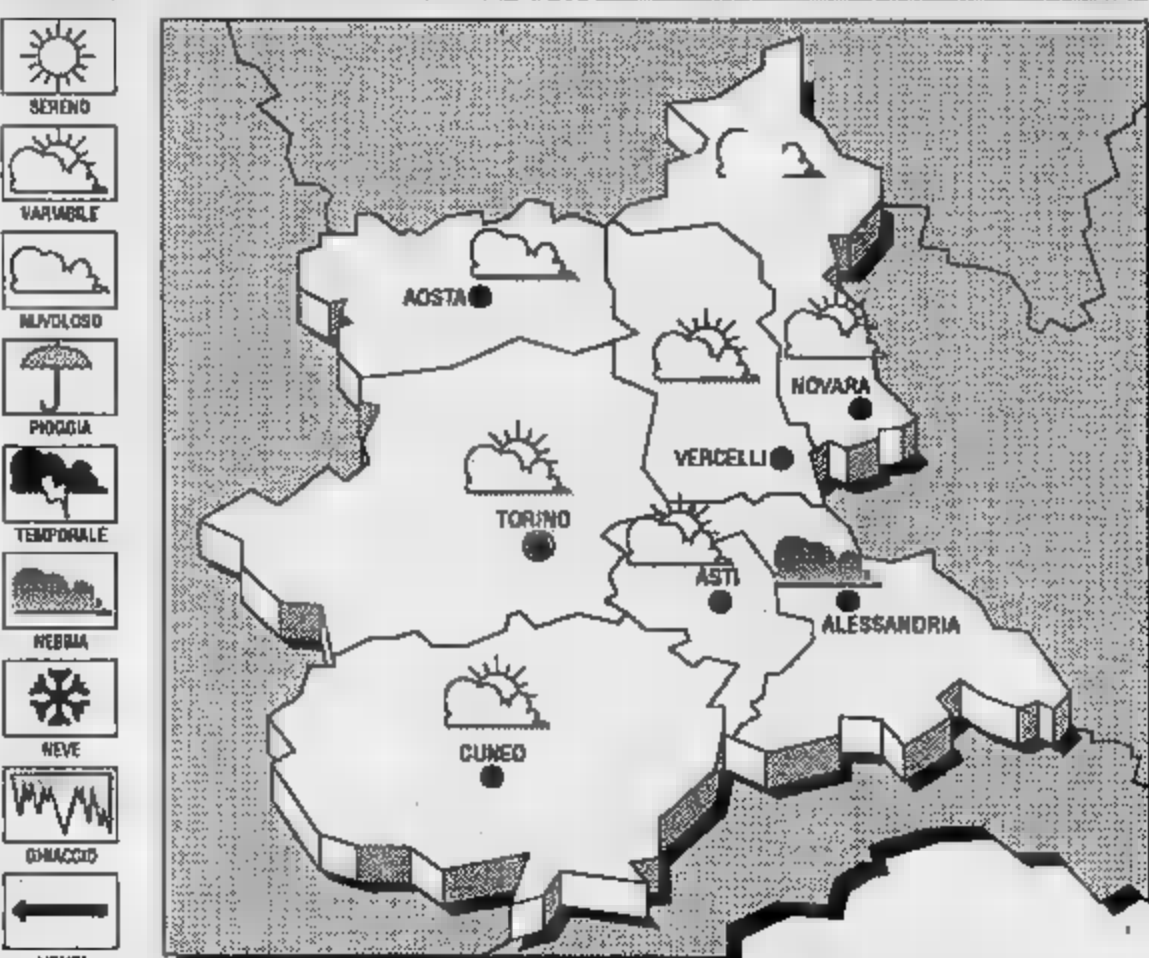 SERENO
VARIABILE
NUVOLOSO
PIOGGIA
TEMPORALE
NEBBIA
NEVE
GHIACCIO
AOSTA
NOVARA
VERCELLI
TORINO
ASTI
ALESSANDRIA
CUNEO